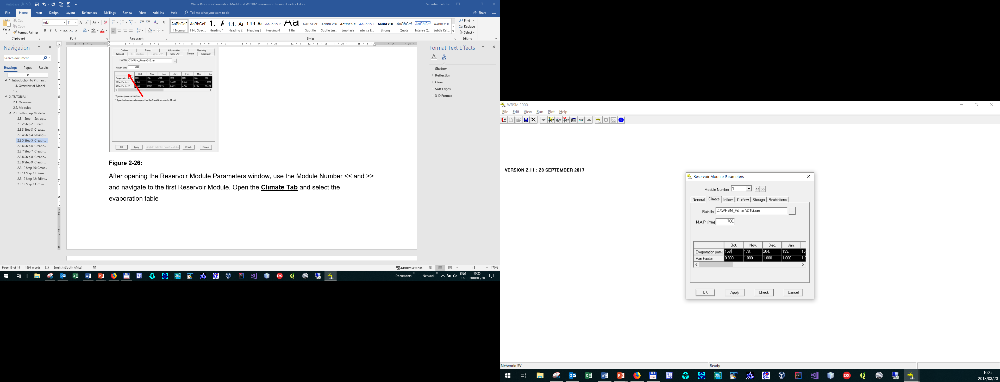 AutoSave Off
Water Resources Simulation Model and WR2012 Resources - Training Guide v1.docx
Sebastian Jahnke
File Home Insert Design Layout References Mailings Review View Add-ins Help Tell me what you want to do
Share
Paste
Cut
Copy
Format Painter
Arial 11
AaBbCcI AaBbCcI 1. A 1.1. A 1.1.1 A AaBbCcDc Aa AaBbCcD AaBbCcDc AaBbCcDc AaBbCcDc AaBbCcDc AaBbCcI AaBbCcI AABBCCDD
¶ Normal ¶ No Spac... Heading 1 Heading 2 Heading 3 Heading 4 Title Subtitle Subtle Em... Emphasis Intense E... Strong Quote Intense Q... Subtle Ref...
Find
Replace
Select
Clipboard Font Paragraph Styles Editing
Navigation
Search document
Headings Pages Results
1. Introduction to Pitman...
1.1. Overview of Model
1.2.
2. TUTORIAL 1
2.1. Overview
2.2. Modules
2.3. Setting up Model a...
2.3.1 Step 1: Set-up...
2.3.2 Step 2: Create...
2.3.3 Step 3: Create...
2.3.4 Step 4: Saving...
2.3.5 Step 5: Creatin...
2.3.6 Step 6: Creatin...
2.3.7 Step 7: Creatin...
2.3.8 Step 8: Creatin...
2.3.9 Step 9: Creatin...
2.3.10 Step 10: Creat...
2.3.11 Step 11: Re-e...
2.3.12 Step 12: Edit t...
2.3.13 Step 13: Chec...
Outflow Paved Afforestation Alien Veg.
General SFR Children Hughes GW Sami GW Climate Calibration
Rainfile: C:\WRSM_Pitman\D1G.ran ...
M.A.P. (mm) 700.
Oct. Nov. Dec. Jan. Feb. Mar. Apr
Evaporation 158. 178. 204. 199. 150. 130. 88.
SPan Factors 0.800 1.000 1.000 1.000 1.000 1.000 1.000
APan Factors** 0.807 0.816 0.814 0.793 0.780 0.732
* Symons pan evaporations.
** Apan factors are only required for the Sami Groundwater Model
OK Apply Apply to Selected Runoff Modules Check Cancel
Figure 2-26:
After opening the Reservoir Module Parameters window, use the Module Number << and >>
and navigate to the first Reservoir Module. Open the Climate Tab and select the
evaporation table
Format Text Effects
Shadow
Reflection
Glow
Soft Edges
3-D Format
Page 18 of 19 1991 words English (South Africa)
Display Settings
170%
Documents Network
ENG
US
10:25
2018/08/20
WRSM 2000
File Edit View Run Plot Help
VERSION 2.11 : 28 SEPTEMBER 2017
Reservoir Module Parameters
Module Number 1 << >>
General Climate Inflow Outflow Storage Restrictions
Rainfile: C:\WRSM_Pitman\D1G.ran ...
M.A.P. (mm) 700.
Oct. Nov. Dec. Jan.
Evaporation (mm) 158. 178. 204. 199. 15
Pan Factor 0.800 1.000 1.000 1.000 1.0
OK Apply Check Cancel
Network: SV
Ready
10:25
2018/08/20